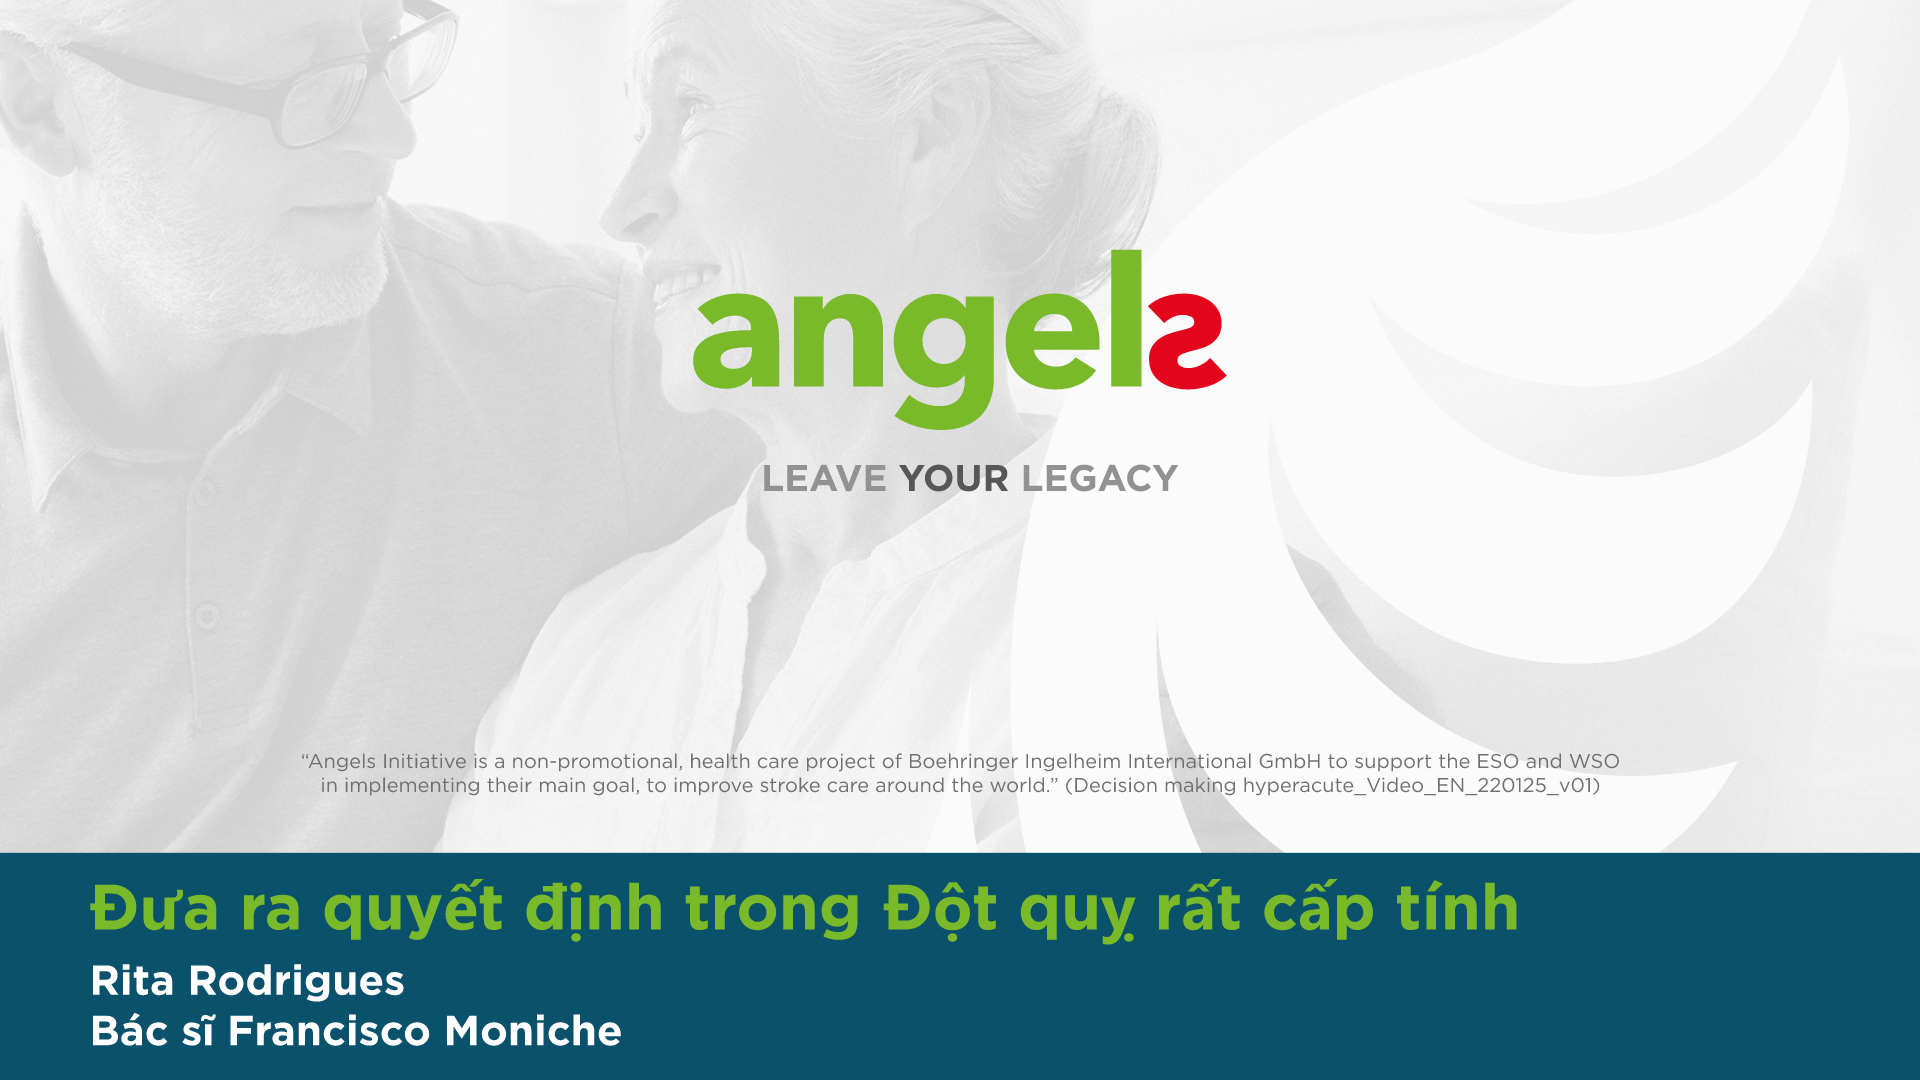 angels
LEAVE YOUR LEGACY
“Angels Initiative is a non-promotional, health care project of Boehringer Ingelheim International GmbH to support the ESO and WSO
in implementing their main goal, to improve stroke care around the world.” (Decision making hyperacute_Video_EN_220125_v01)
Đưa ra quyết định trong Đột quỵ rất cấp tính
Rita Rodrigues
Bác sĩ Francisco Moniche